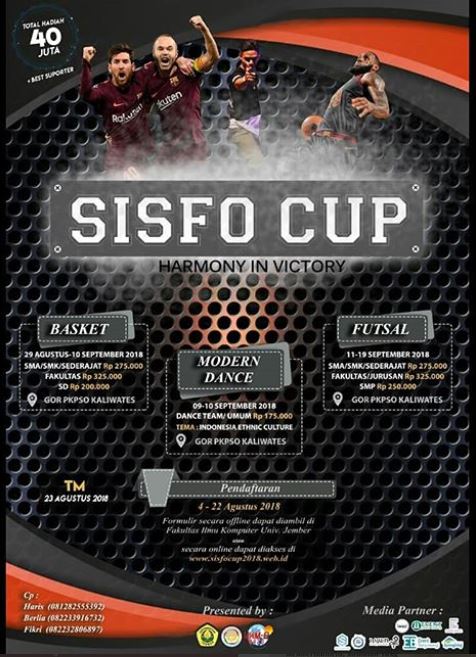 TOTAL HADIAH
40
JUTA
+ BEST SUPORTER
Rakuten
SISFO CUP
HARMONY IN VICTORY
BASKET
29 AGUSTUS-10 SEPTEMBER 2018
SMA/SMK/SEDERAJAT Rp 275.000
FAKULTAS Rp 325.000
SD Rp 200.000
GOR PKPSO KALIWATES
MODERN
DANCE
09-10 SEPTEMBER 2018
DANCE TEAM/ UMUM Rp 175.000
TEMA : INDONESIA ETHNIC CULTURE
GOR PKPSO KALIWATES
FUTSAL
11-19 SEPTEMBER 2018
SMA/SMK/SEDERAJAT Rp 275.000
FAKULTAS/JURUSAN Rp 325.000
SMP Rp 250.000
GOR PKPSO KALIWATES
TM
23 AGUSTUS 2018
Pendaftaran
4 - 22 Agustus 2018
Formulir secara offline dapat diambil di
Fakultas Ilmu Komputer Univ. Jember
atau
secara online dapat diakses di
www.sisfocup2018.web.id
Cp :
Haris (081282555392)
Berlia (082233916732)
Fikri (082232806897)
Presented by :
Media Partner :